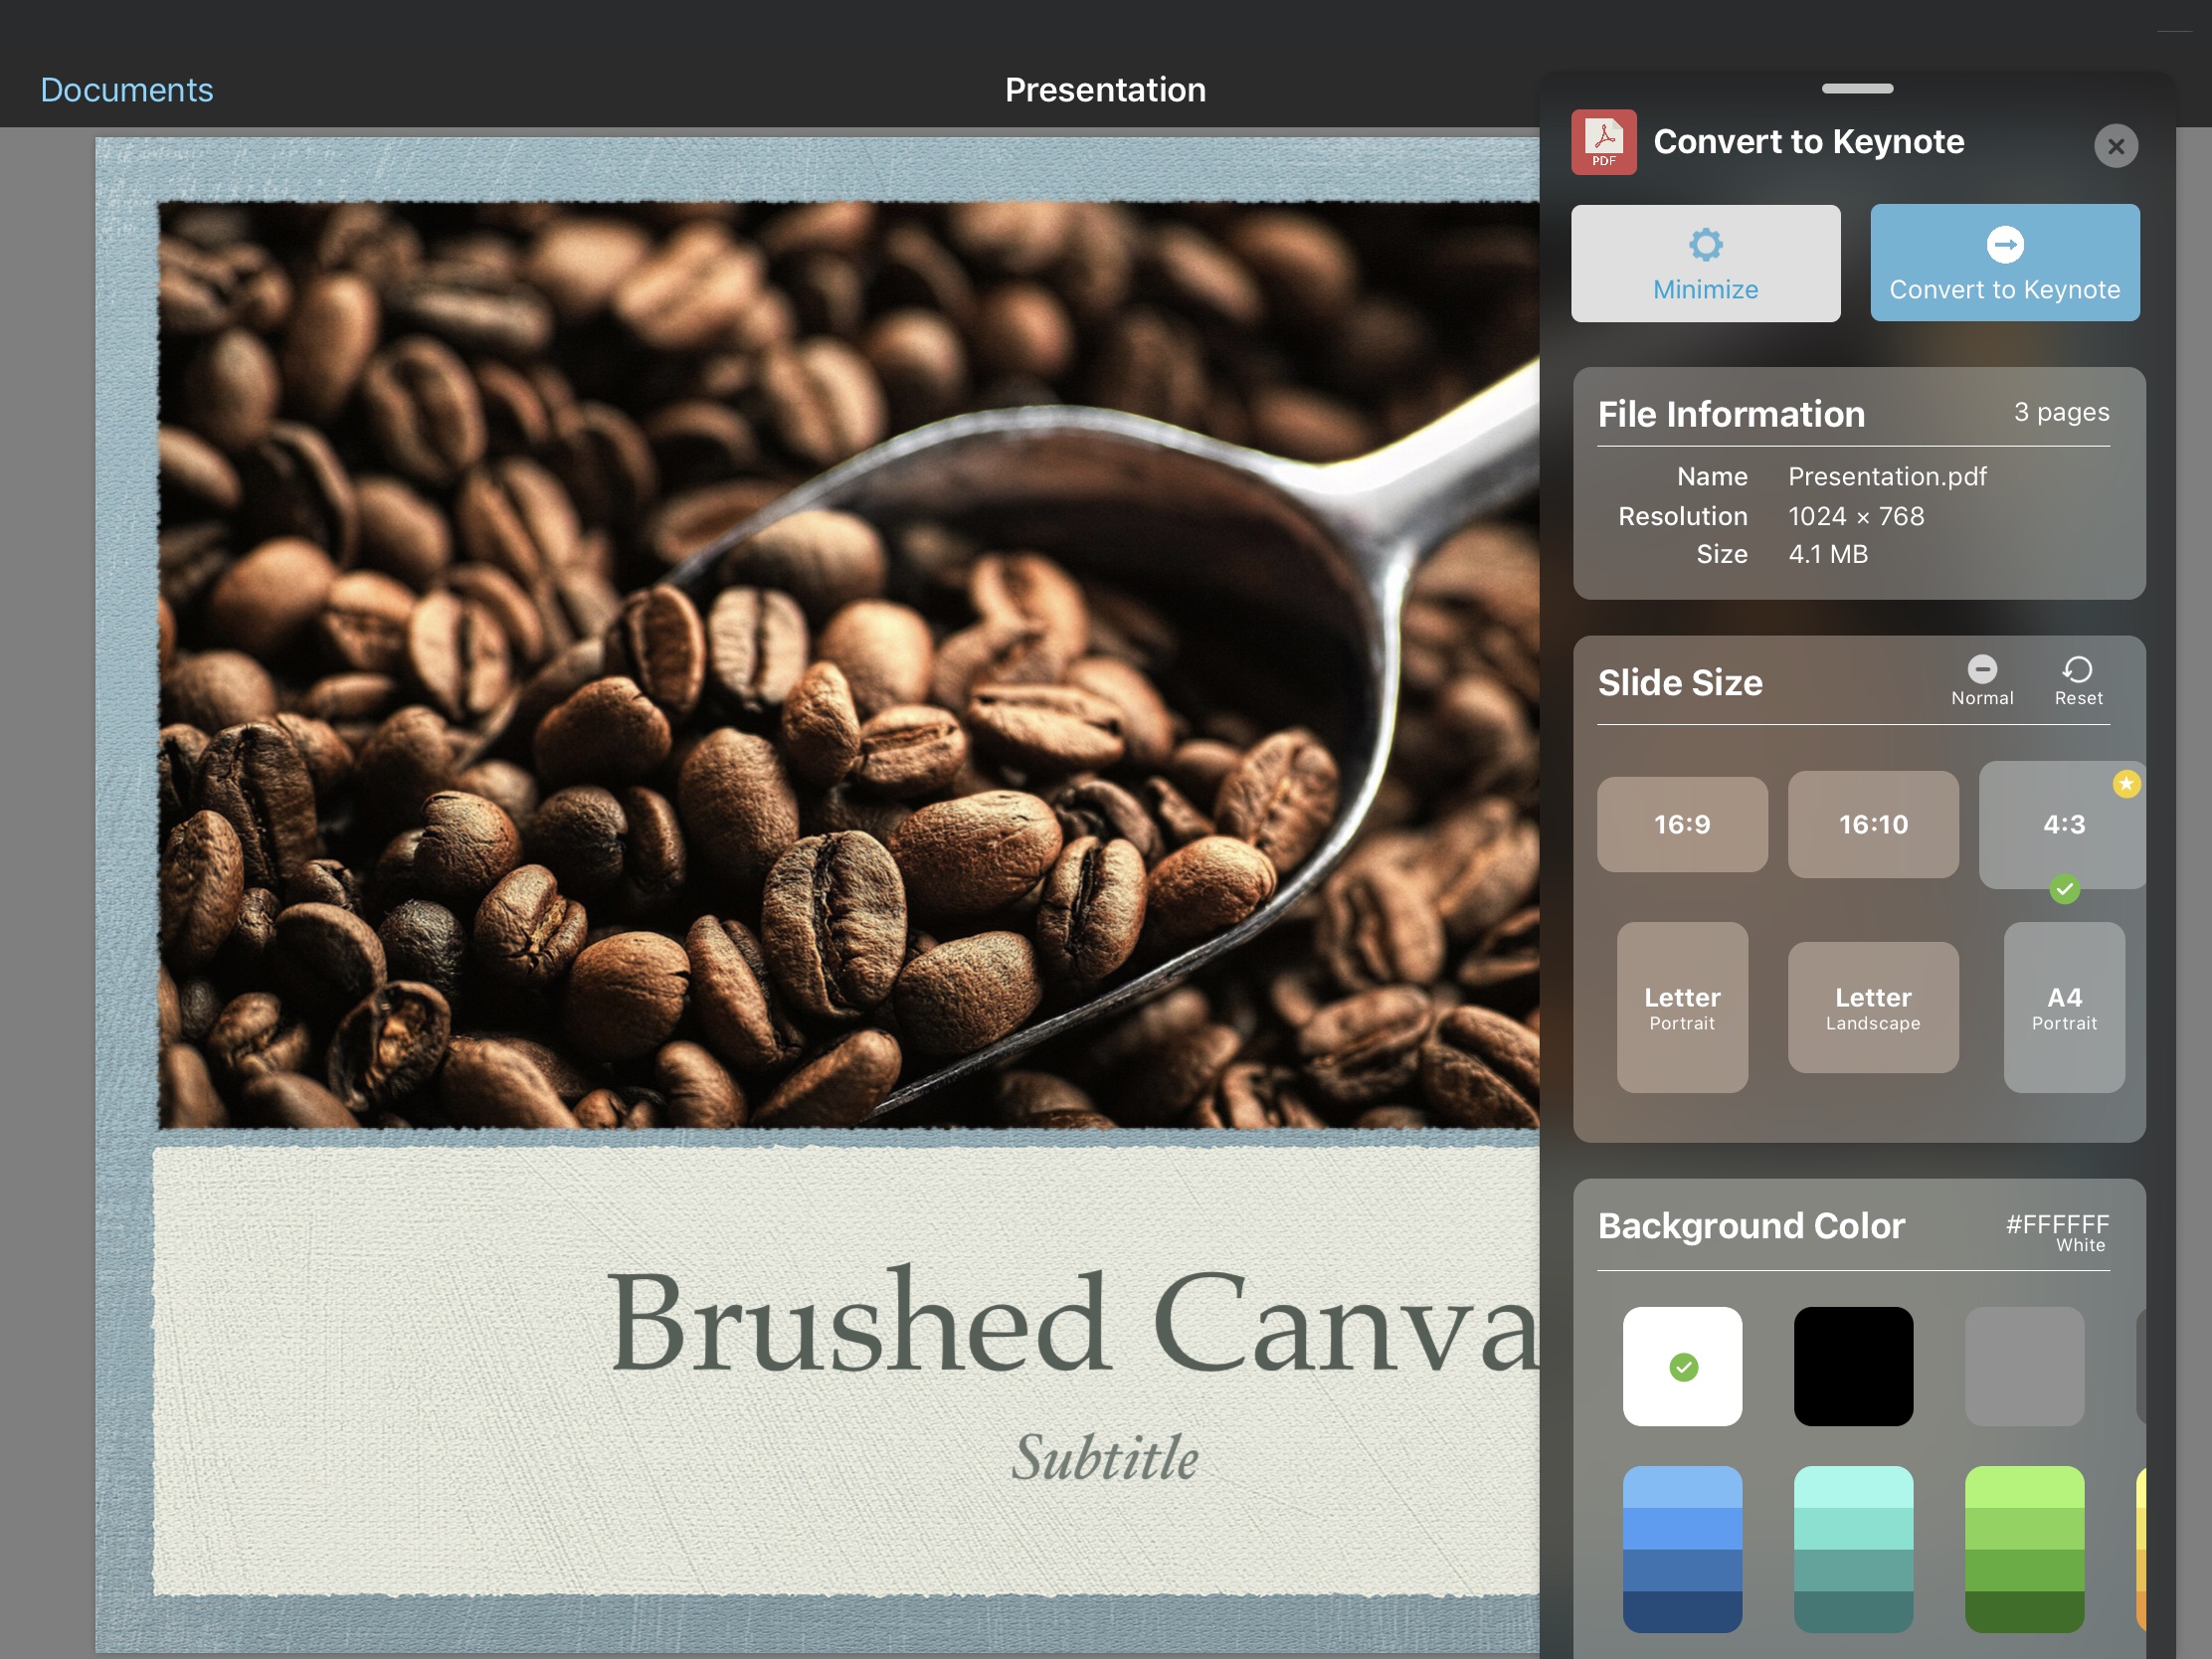 Documents
Presentation
Brushed Canva
Subtitle
PDF
Convert to Keynote
Minimize
Convert to Keynote
File Information
3 pages
Name Presentation.pdf
Resolution 1024 × 768
Size 4.1 MB
Slide Size
Normal
Reset
16:9
16:10
4:3
Letter
Portrait
Letter
Landscape
A4
Portrait
Background Color
#FFFFFF
White